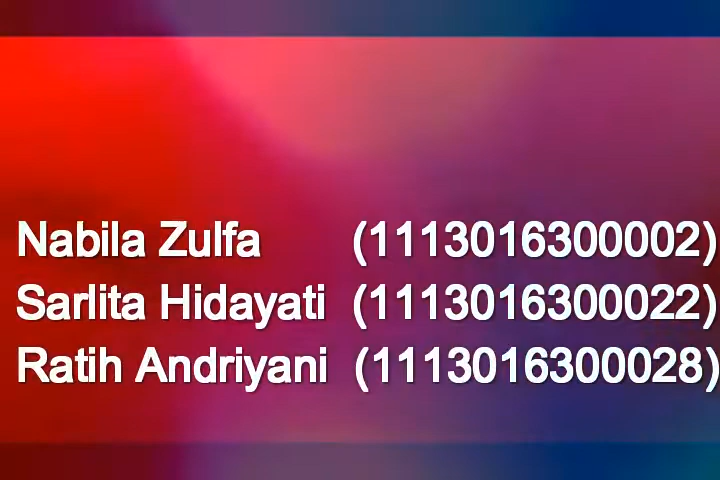 Nabila Zulfa (1113016300002)
Sarlita Hidayati (1113016300022)
Ratih Andriyani (1113016300028)